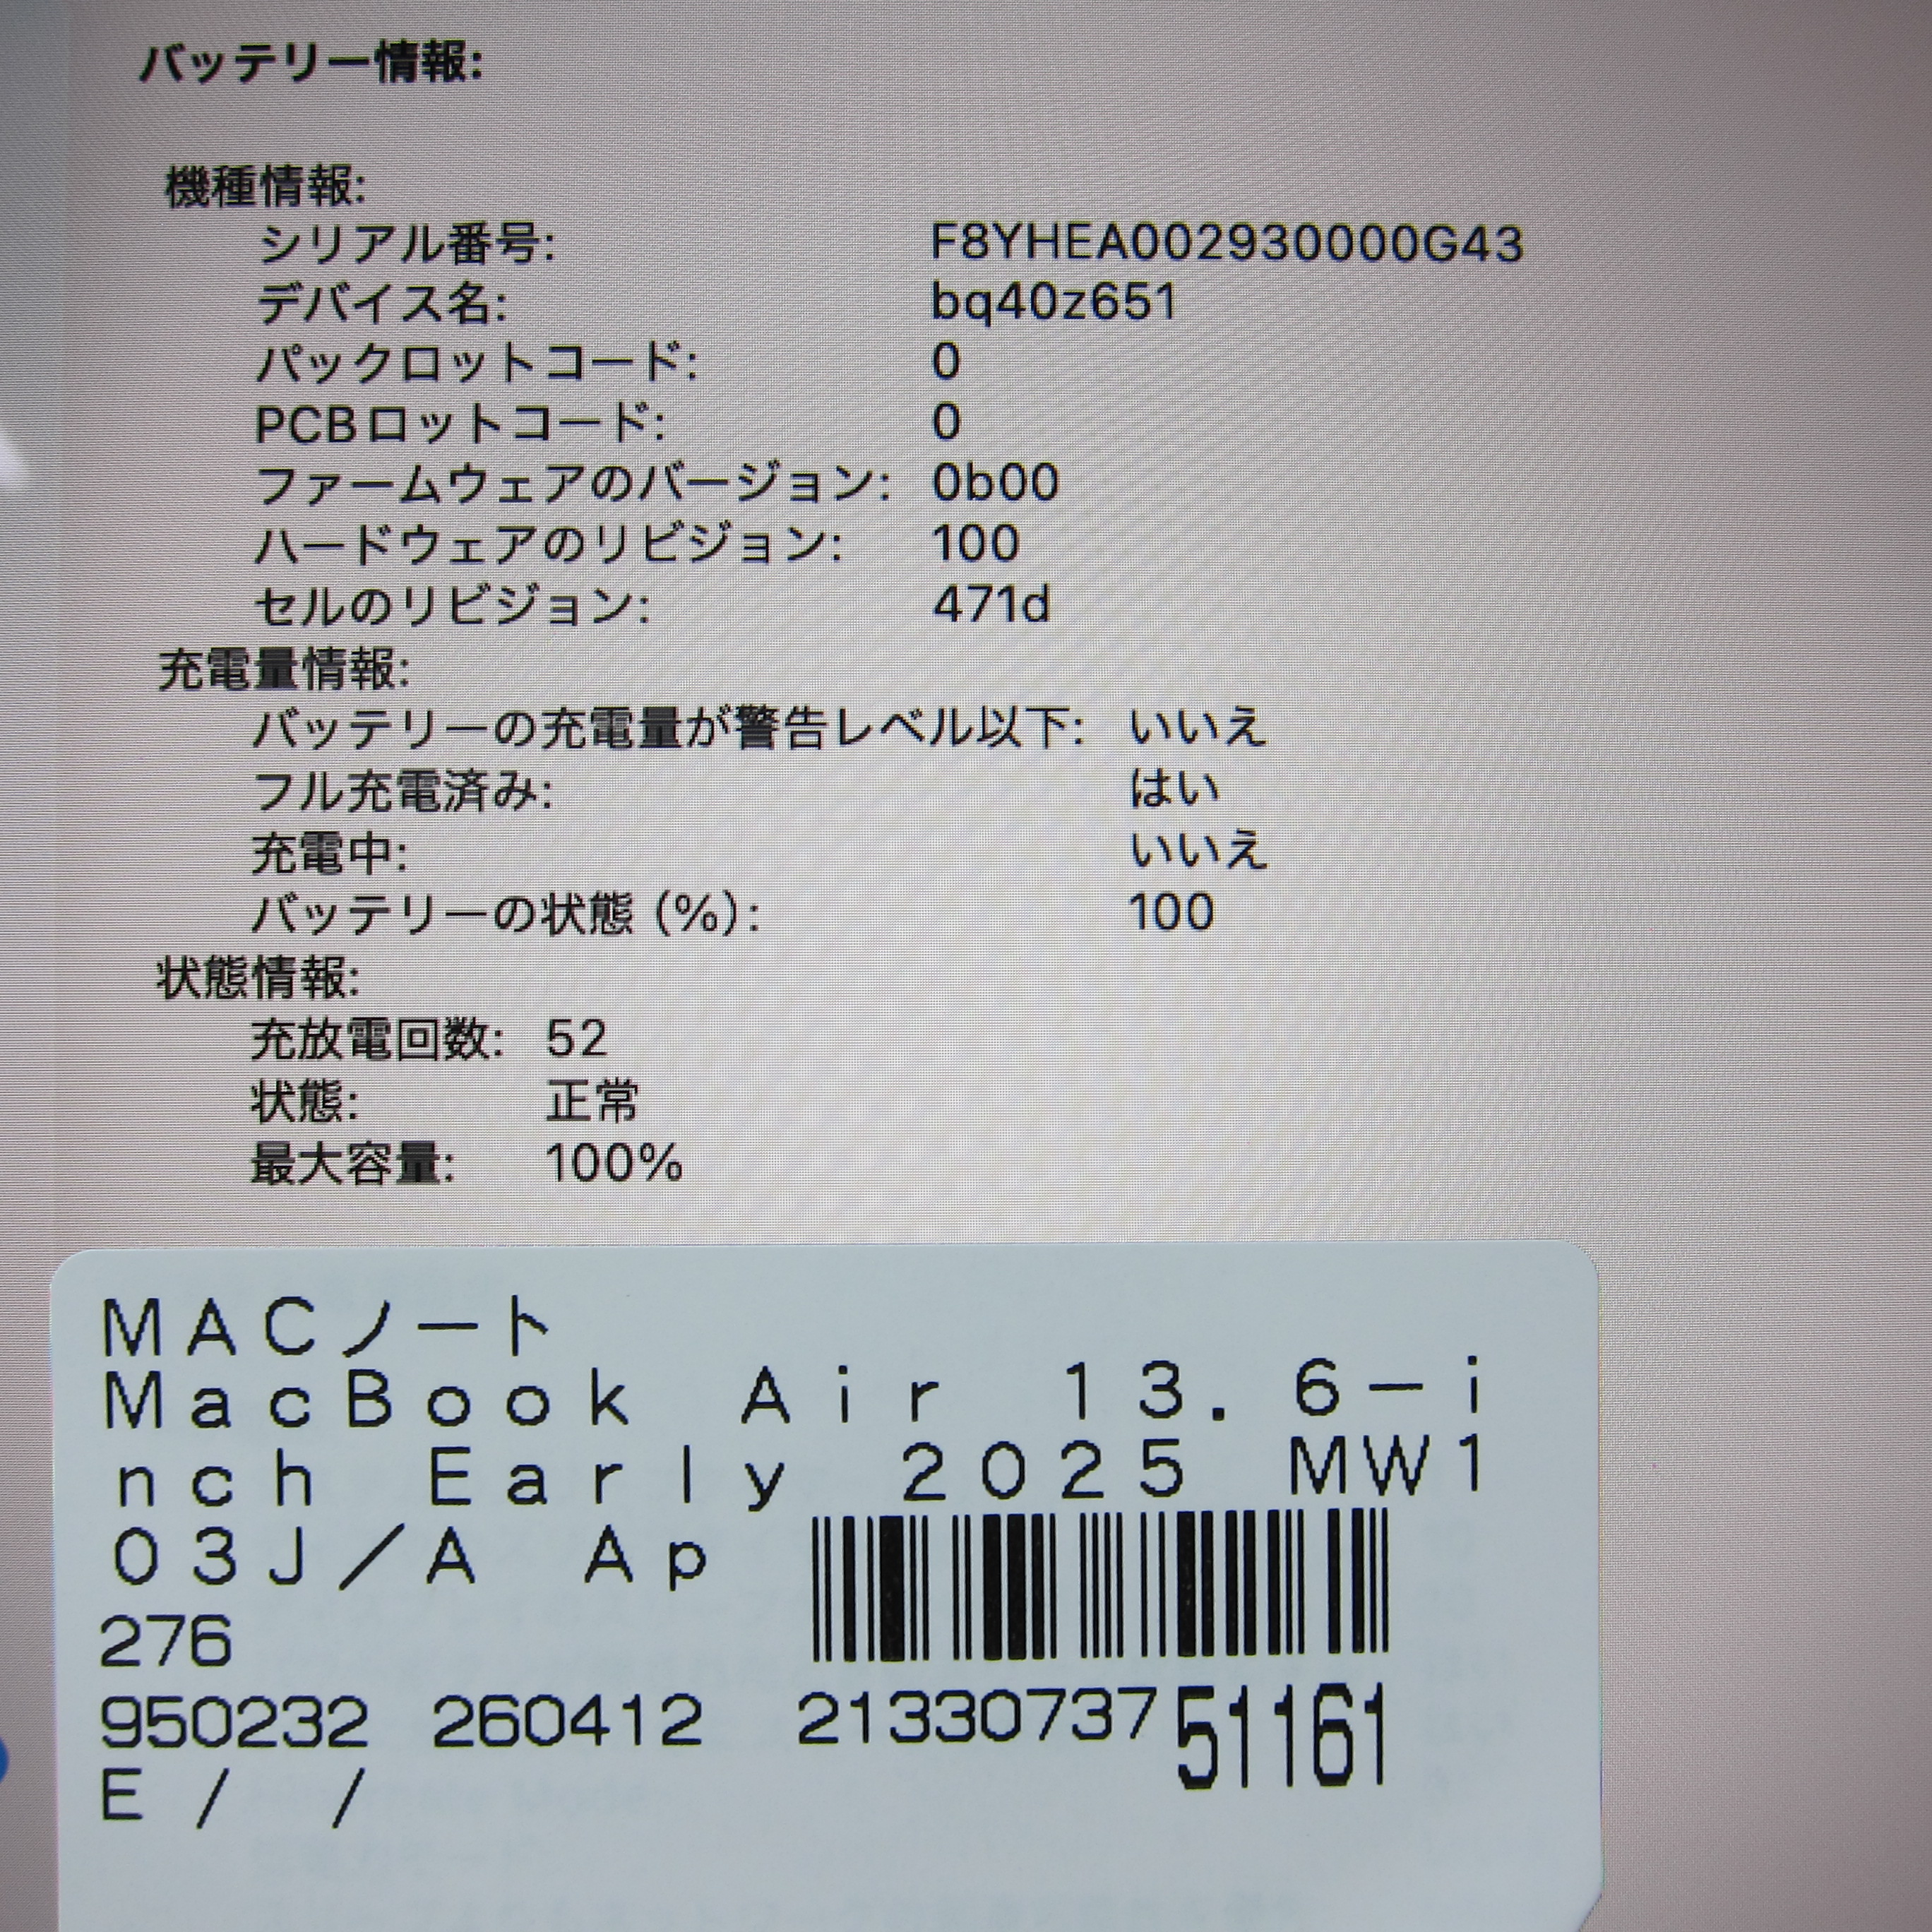 バッテリー情報:
機種情報:
シリアル番号: F8YHEA002930000G43
デバイス名: bq40z651
パックロットコード: 0
PCBロットコード: 0
ファームウェアのバージョン: 0b00
ハードウェアのリビジョン: 100
セルのリビジョン: 471d
充電量情報:
バッテリーの充電量が警告レベル以下: いいえ
フル充電済み: はい
充電中: いいえ
バッテリーの状態 (%): 100
状態情報:
充放電回数: 52
状態: 正常
最大容量: 100%
MACノート
MacBook Air 13.6-i
nch Early 2025 MW1
03J/A Ap
276
950232 260412 21330737 51161
E / /